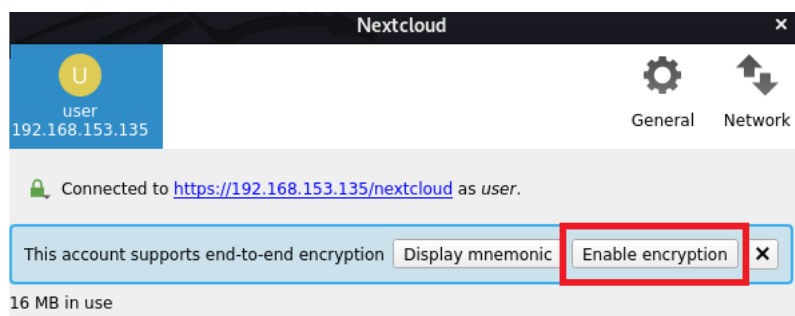 Nextcloud ×
U
user
192.168.153.135
General
Network
Connected to https://192.168.153.135/nextcloud as user.
This account supports end-to-end encryption Display mnemonic Enable encryption ×
16 MB in use